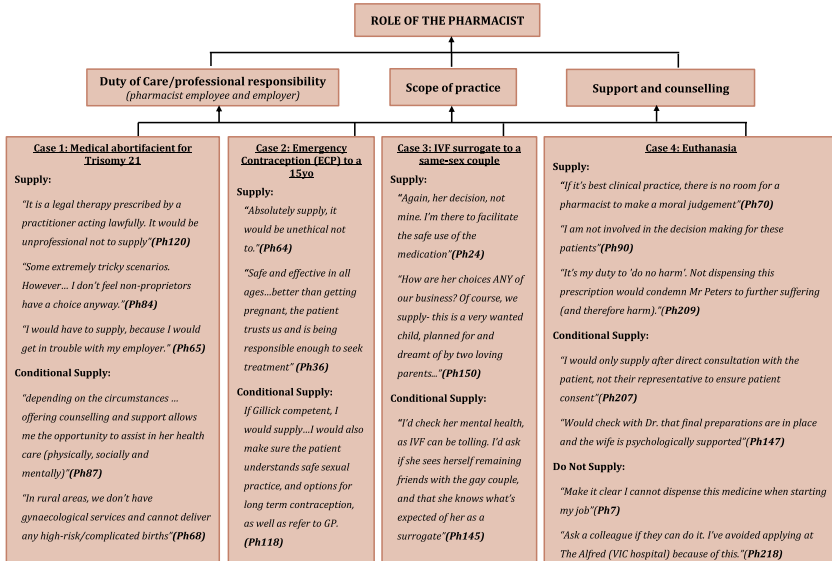 ROLE OF THE PHARMACIST
Duty of Care/professional responsibility
(pharmacist employee and employer)
Scope of practice
Support and counselling
Case 1: Medical abortifacient for
Trisomy 21
Supply:
"It is a legal therapy prescribed by a
practitioner acting lawfully. It would be
unprofessional not to supply"(Ph120)
"Some extremely tricky scenarios.
However… I don't feel non-proprietors
have a choice anyway."(Ph84)
"I would have to supply, because I would
get in trouble with my employer." (Ph65)
Conditional Supply:
"depending on the circumstances …
offering counselling and support allows
me the opportunity to assist in her health
care (physically, socially and
mentally)"(Ph87)
"In rural areas, we don't have
gynaecological services and cannot deliver
any high-risk/complicated births"(Ph68)
Case 2: Emergency
Contraception (ECP) to a
15yo
Supply:
"Absolutely supply, it
would be unethical not
to."(Ph64)
"Safe and effective in all
ages…better than getting
pregnant, the patient
trusts us and is being
responsible enough to seek
treatment" (Ph36)
Conditional Supply:
If Gillick competent, I
would supply…I would also
make sure the patient
understands safe sexual
practice, and options for
long term contraception,
as well as refer to GP.
(Ph118)
Case 3: IVF surrogate to a
same-sex couple
Supply:
"Again, her decision, not
mine. I'm there to facilitate
the safe use of the
medication"(Ph24)
"How are her choices ANY of
our business? Of course, we
supply- this is a very wanted
child, planned for and
dreamt of by two loving
parents..."(Ph150)
Conditional Supply:
"I'd check her mental health,
as IVF can be tolling. I'd ask
if she sees herself remaining
friends with the gay couple,
and that she knows what's
expected of her as a
surrogate"(Ph145)
Case 4: Euthanasia
Supply:
"If it's best clinical practice, there is no room for a
pharmacist to make a moral judgement"(Ph70)
"I am not involved in the decision making for these
patients"(Ph90)
"It's my duty to 'do no harm'. Not dispensing this
prescription would condemn Mr Peters to further suffering
(and therefore harm)."(Ph209)
Conditional Supply:
"I would only supply after direct consultation with the
patient, not their representative to ensure patient
consent"(Ph207)
"Would check with Dr. that final preparations are in place
and the wife is psychologically supported"(Ph147)
Do Not Supply:
"Make it clear I cannot dispense this medicine when starting
my job"(Ph7)
"Ask a colleague if they can do it. I've avoided applying at
The Alfred (VIC hospital) because of this."(Ph218)